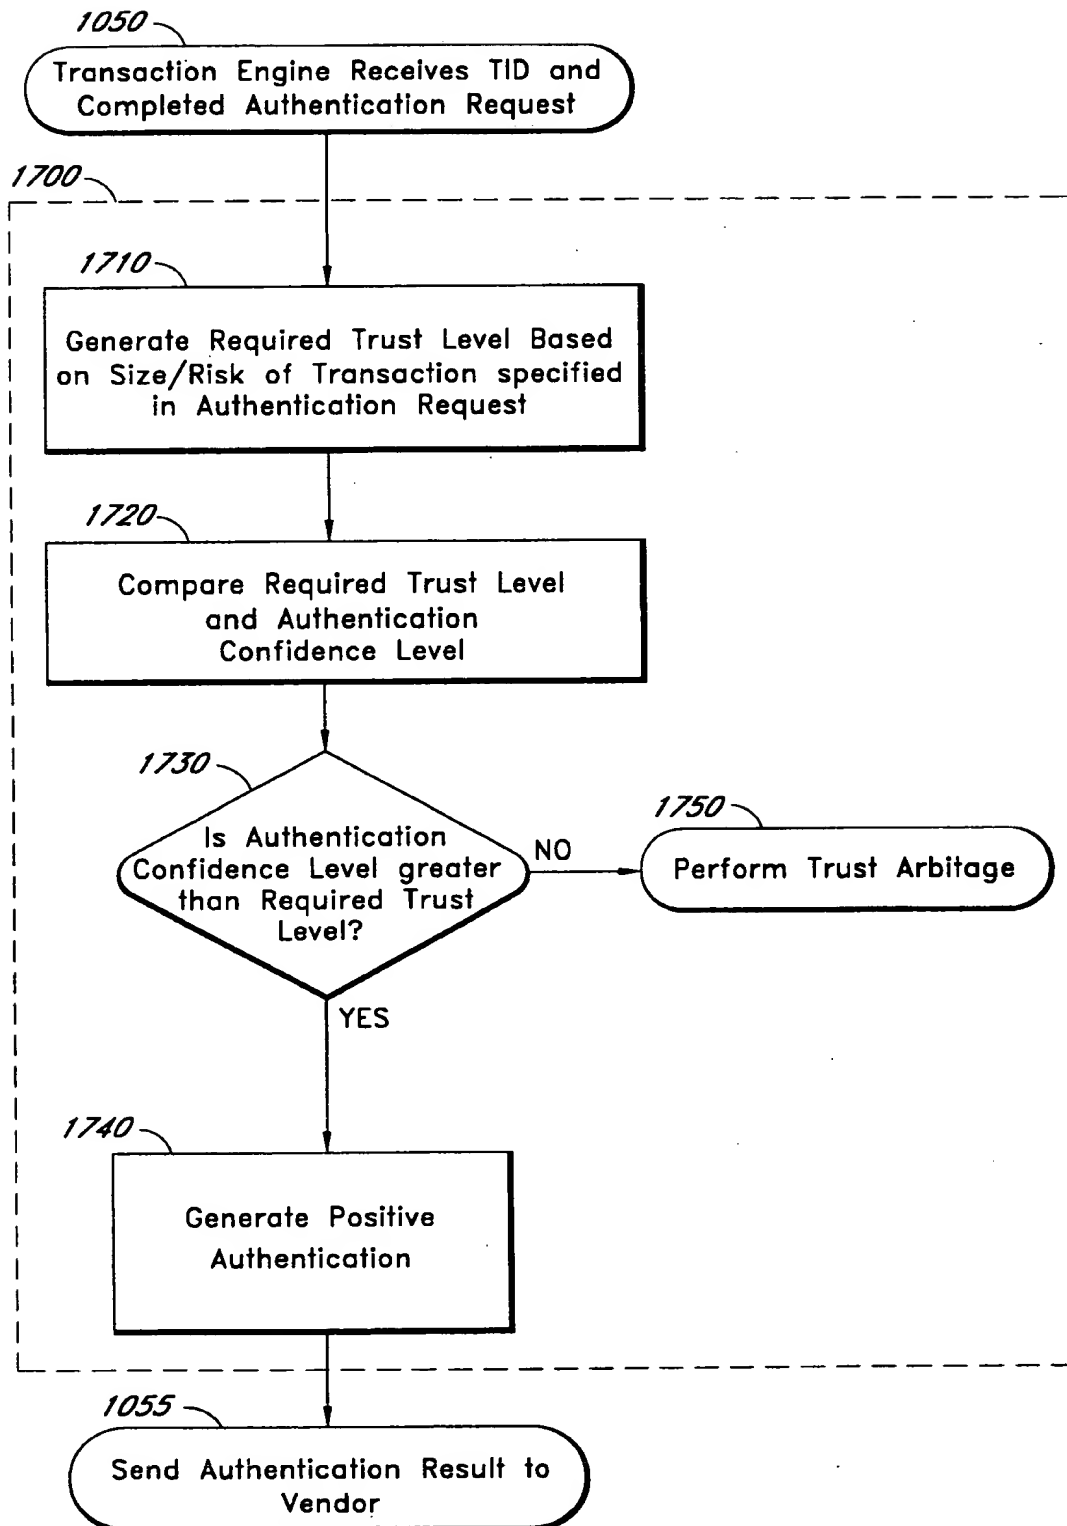 1050
Transaction Engine Receives TID and
Completed Authentication Request
1700
1710
Generate Required Trust Level Based
on Size/Risk of Transaction specified
in Authentication Request
1720
Compare Required Trust Level
and Authentication
Confidence Level
1730
Is Authentication
Confidence Level greater
than Required Trust
Level?
NO
1750
Perform Trust Arbitage
YES
1740
Generate Positive
Authentication
1055
Send Authentication Result to
Vendor